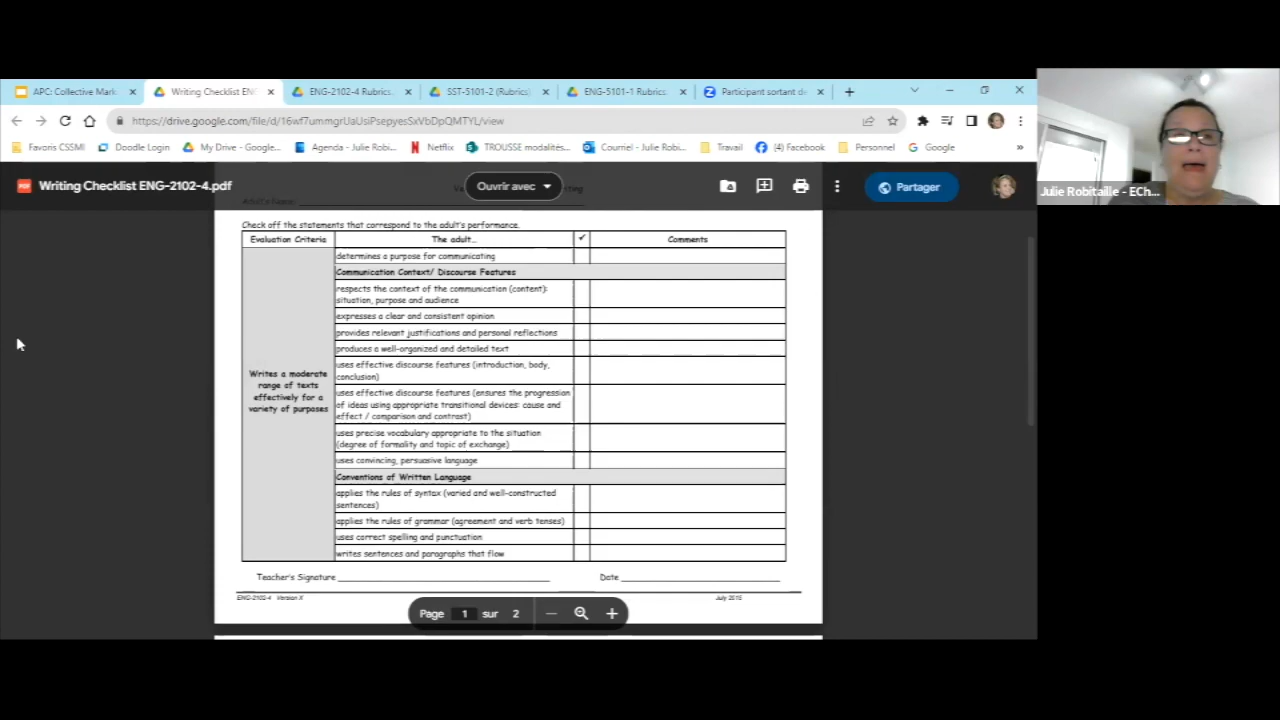 APC: Collective Mark
Writing Checklist ENG
ENG-2102-4 Rubrics
SST-5101-2 (Rubrics)
ENG-5101-1 Rubrics
Participant sortant d
https://drive.google.com/file/d/16wf7ummgrUaUsiPsepyesSxVbDpQMTYL/view
Favoris CSSMI
Doodle Login
My Drive - Google...
Agenda - Julie Robi...
Netflix
TROUSSE modalités...
Courriel - Julie Robi...
Travail
(4) Facebook
Personnel
Google
»
PDF
Writing Checklist ENG-2102-4.pdf
Ouvrir avec
Partager
Julie Robitaille - ECh...
Adult's Name:
Check off the statements that correspond to the adult's performance.
Evaluation Criteria
The adult...
✓
Comments
determines a purpose for communicating
Communication Context/ Discourse Features
respects the context of the communication (content):
situation, purpose and audience
expresses a clear and consistent opinion
provides relevant justifications and personal reflections
produces a well-organized and detailed text
uses effective discourse features (introduction, body,
conclusion)
Writes a moderate
range of texts
effectively for a
variety of purposes
uses effective discourse features (ensures the progression
of ideas using appropriate transitional devices: cause and
effect / comparison and contrast)
uses precise vocabulary appropriate to the situation
(degree of formality and topic of exchange)
uses convincing, persuasive language
Conventions of Written Language
applies the rules of syntax (varied and well-constructed
sentences)
applies the rules of grammar (agreement and verb tenses)
uses correct spelling and punctuation
writes sentences and paragraphs that flow
Teacher's Signature
Date
ENG-2102-4 Version X
July 2015
Page 1 sur 2